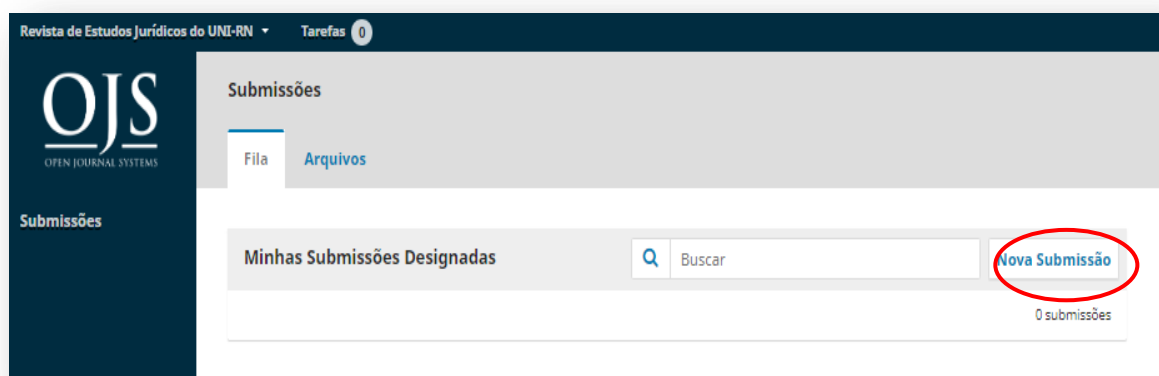 Revista de Estudos Jurídicos do UNI-RN Tarefas 0
OJS
OPEN JOURNAL SYSTEMS
Submissões
Submissões
Fila Arquivos
Minhas Submissões Designadas Buscar Nova Submissão
0 submissões